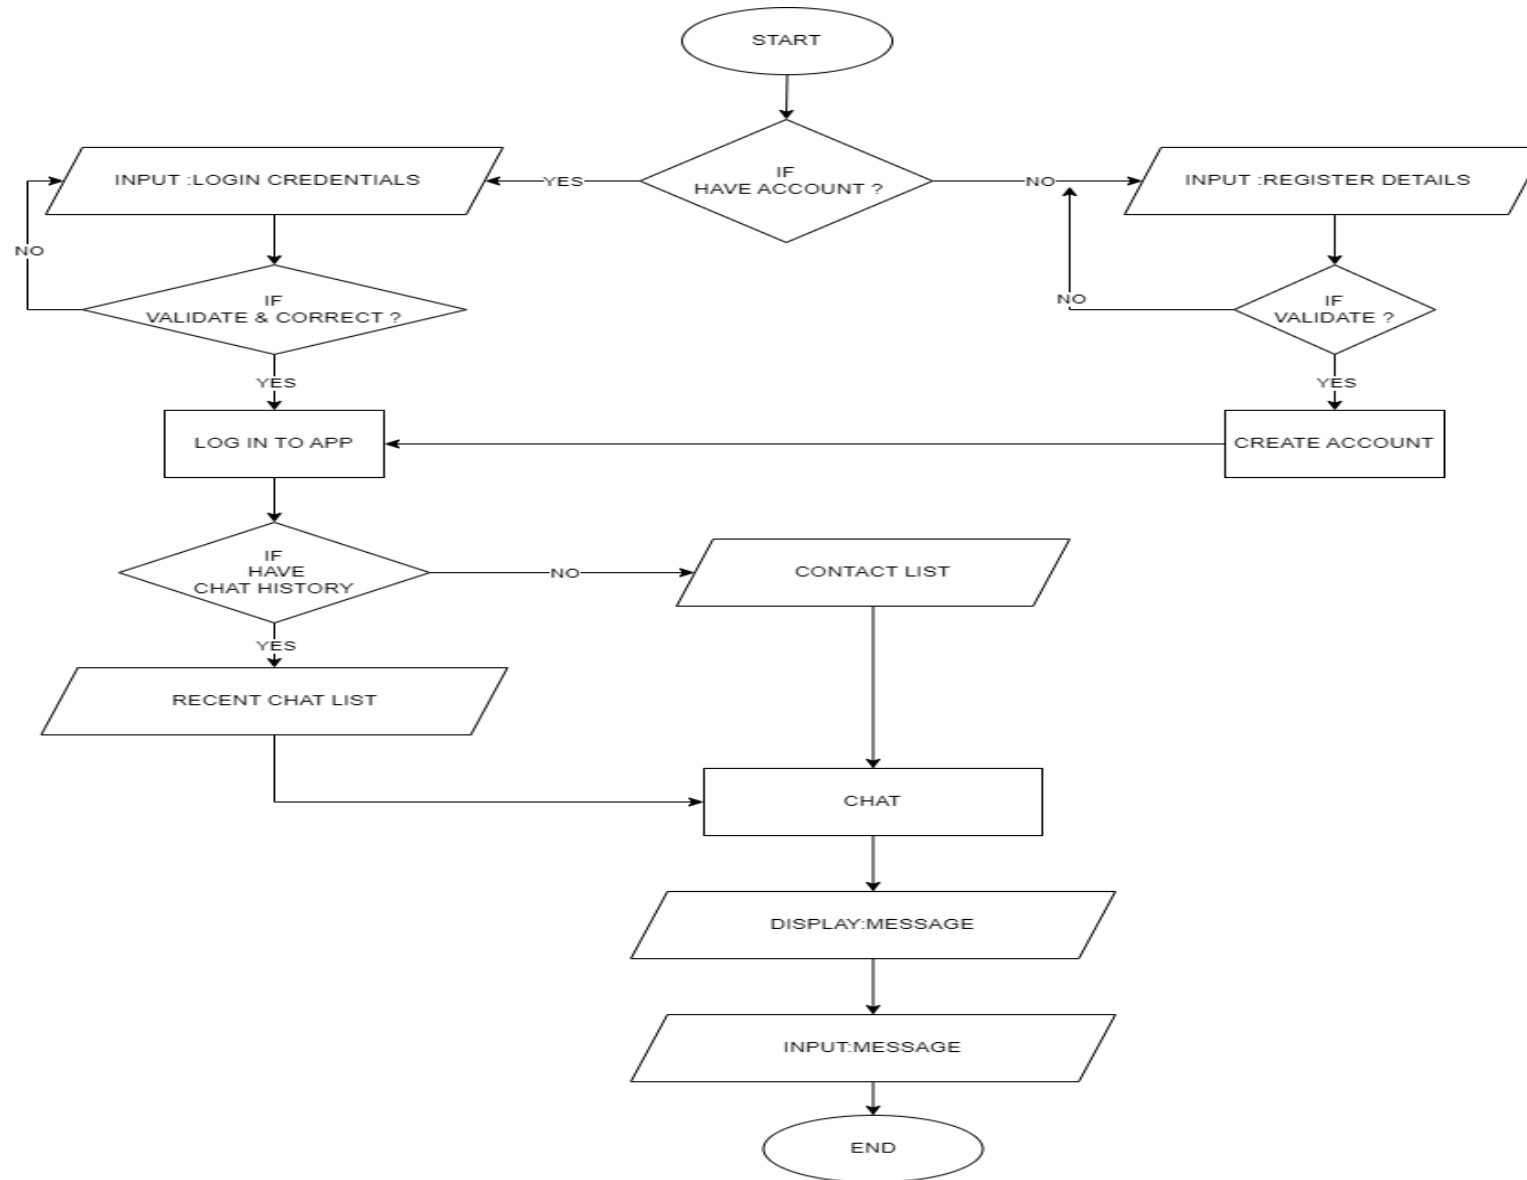 START
IF
HAVE ACCOUNT ?
YES
NO
INPUT :LOGIN CREDENTIALS
INPUT :REGISTER DETAILS
NO
IF
VALIDATE & CORRECT ?
NO
IF
VALIDATE ?
YES
YES
LOG IN TO APP
CREATE ACCOUNT
IF
HAVE
CHAT HISTORY
NO
CONTACT LIST
YES
RECENT CHAT LIST
CHAT
DISPLAY:MESSAGE
INPUT:MESSAGE
END